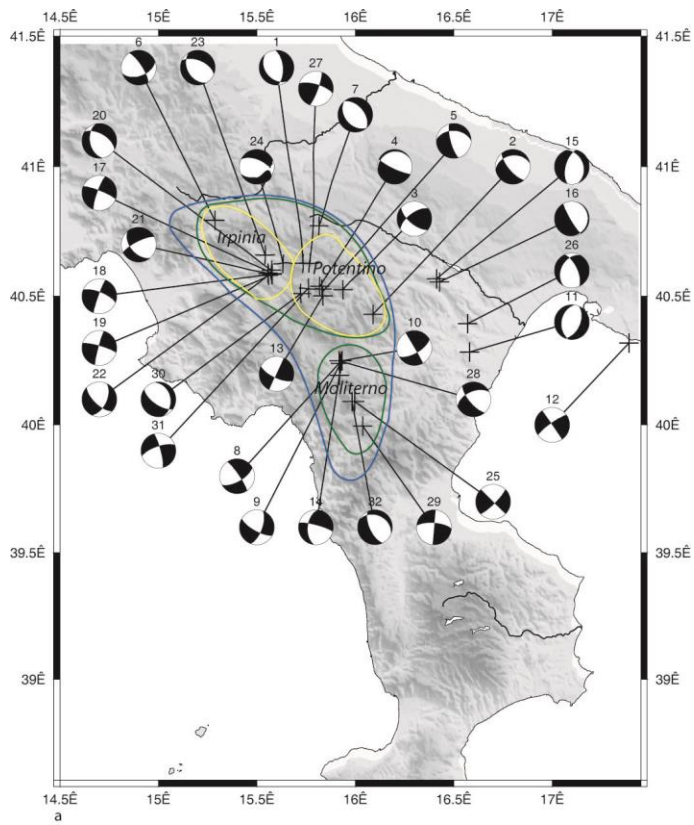 14.5Ê 15Ê 15.5Ê 16Ê 16.5Ê 17Ê
41.5Ê 41.5Ê
6 23 1 27
7 5 2 15
20 24 4
41Ê 41Ê
17 3 16
21 26
Irpinia
Potentino
18 11
40.5Ê 40.5Ê
19 10
13 28
Moliterno
22 30 12
40Ê 40Ê
31
8 25
9 14 32 29
39.5Ê 39.5Ê
39Ê 39Ê
14.5Ê 15Ê 15.5Ê 16Ê 16.5Ê 17Ê
a